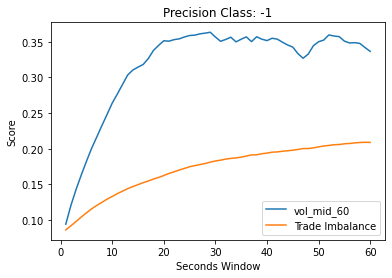 Precision Class: -1
0.35
0.30
0.25
0.20
0.15
0.10
Score
vol_mid_60
Trade Imbalance
0 10 20 30 40 50 60
Seconds Window